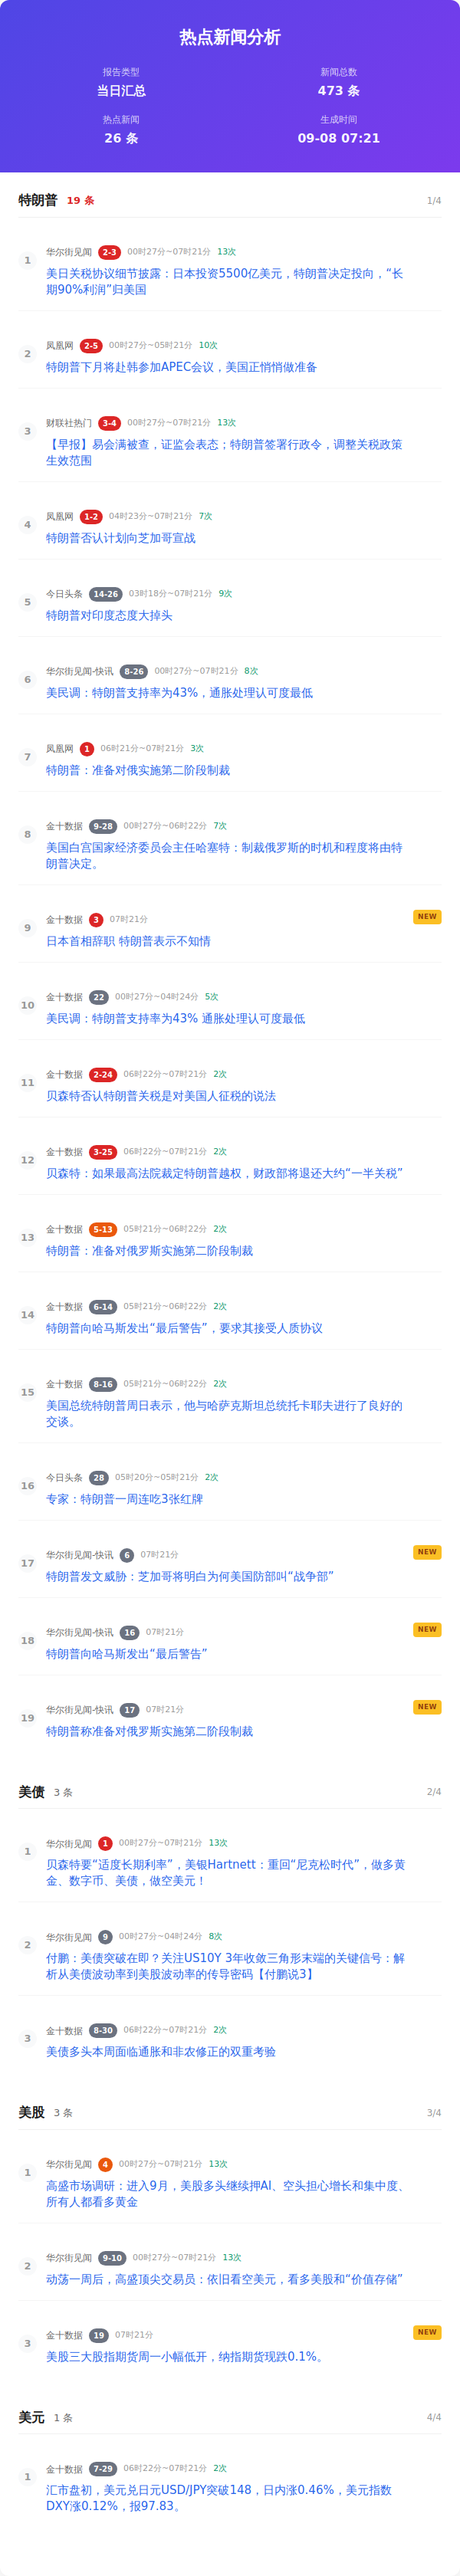 热点新闻分析
报告类型
新闻总数
当日汇总
473 条
热点新闻
生成时间
26 条
09-08 07:21
特朗普 19 条 1/4
1 华尔街见闻 2-3 00时27分~07时21分 13次
美日关税协议细节披露：日本投资5500亿美元，特朗普决定投向，“长
期90%利润”归美国
2 凤凰网 2-5 00时27分~05时21分 10次
特朗普下月将赴韩参加APEC会议，美国正悄悄做准备
3 财联社热门 3-4 00时27分~07时21分 13次
【早报】易会满被查，证监会表态；特朗普签署行政令，调整关税政策
生效范围
4 凤凰网 1-2 04时23分~07时21分 7次
特朗普否认计划向芝加哥宣战
5 今日头条 14-26 03时18分~07时21分 9次
特朗普对印度态度大掉头
6 华尔街见闻-快讯 8-26 00时27分~07时21分 8次
美民调：特朗普支持率为43%，通胀处理认可度最低
7 凤凰网 1 06时21分~07时21分 3次
特朗普：准备对俄实施第二阶段制裁
8 金十数据 9-28 00时27分~06时22分 7次
美国白宫国家经济委员会主任哈塞特：制裁俄罗斯的时机和程度将由特
朗普决定。
9 金十数据 3 07时21分 NEW
日本首相辞职 特朗普表示不知情
10 金十数据 22 00时27分~04时24分 5次
美民调：特朗普支持率为43% 通胀处理认可度最低
11 金十数据 2-24 06时22分~07时21分 2次
贝森特否认特朗普关税是对美国人征税的说法
12 金十数据 3-25 06时22分~07时21分 2次
贝森特：如果最高法院裁定特朗普越权，财政部将退还大约“一半关税”
13 金十数据 5-13 05时21分~06时22分 2次
特朗普：准备对俄罗斯实施第二阶段制裁
14 金十数据 6-14 05时21分~06时22分 2次
特朗普向哈马斯发出“最后警告”，要求其接受人质协议
15 金十数据 8-16 05时21分~06时22分 2次
美国总统特朗普周日表示，他与哈萨克斯坦总统托卡耶夫进行了良好的
交谈。
16 今日头条 28 05时20分~05时21分 2次
专家：特朗普一周连吃3张红牌
17 华尔街见闻-快讯 6 07时21分 NEW
特朗普发文威胁：芝加哥将明白为何美国防部叫“战争部”
18 华尔街见闻-快讯 16 07时21分 NEW
特朗普向哈马斯发出“最后警告”
19 华尔街见闻-快讯 17 07时21分 NEW
特朗普称准备对俄罗斯实施第二阶段制裁
美债 3 条 2/4
1 华尔街见闻 1 00时27分~07时21分 13次
贝森特要“适度长期利率”，美银Hartnett：重回“尼克松时代”，做多黄
金、数字币、美债，做空美元！
2 华尔街见闻 9 00时27分~04时24分 8次
付鹏：美债突破在即？关注US10Y 3年收敛三角形末端的关键信号：解
析从美债波动率到美股波动率的传导密码【付鹏说3】
3 金十数据 8-30 06时22分~07时21分 2次
美债多头本周面临通胀和非农修正的双重考验
美股 3 条 3/4
1 华尔街见闻 4 00时27分~07时21分 13次
高盛市场调研：进入9月，美股多头继续押AI、空头担心增长和集中度、
所有人都看多黄金
2 华尔街见闻 9-10 00时27分~07时21分 13次
动荡一周后，高盛顶尖交易员：依旧看空美元，看多美股和“价值存储”
3 金十数据 19 07时21分 NEW
美股三大股指期货周一小幅低开，纳指期货现跌0.1%。
美元 1 条 4/4
1 金十数据 7-29 06时22分~07时21分 2次
汇市盘初，美元兑日元USD/JPY突破148，日内涨0.46%，美元指数
DXY涨0.12%，报97.83。